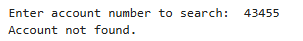 Enter account number to search:  43455
Account not found.